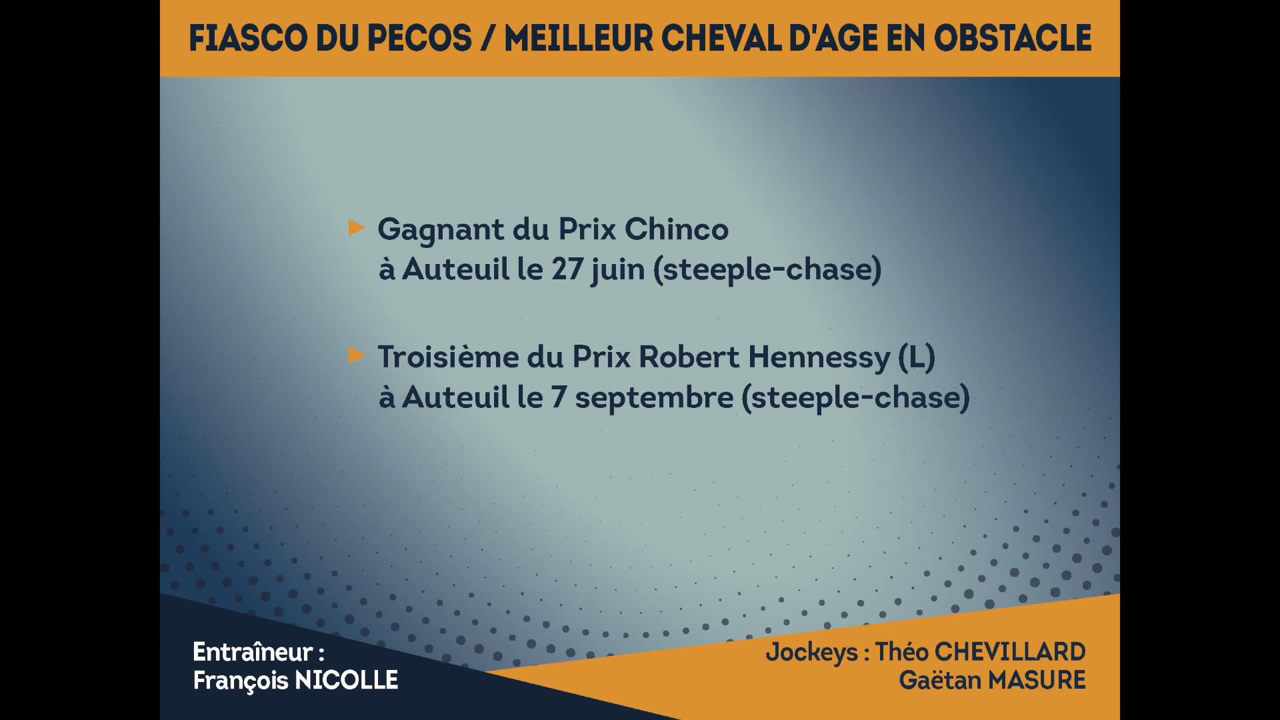 FIASCO DU PECOS / MEILLEUR CHEVAL D'AGE EN OBSTACLE
Gagnant du Prix Chinco
à Auteuil le 27 juin (steeple-chase)
Troisième du Prix Robert Hennessy (L)
à Auteuil le 7 septembre (steeple-chase)
Entraîneur :
François NICOLLE
Jockeys : Théo CHEVILLARD
Gaëtan MASURE